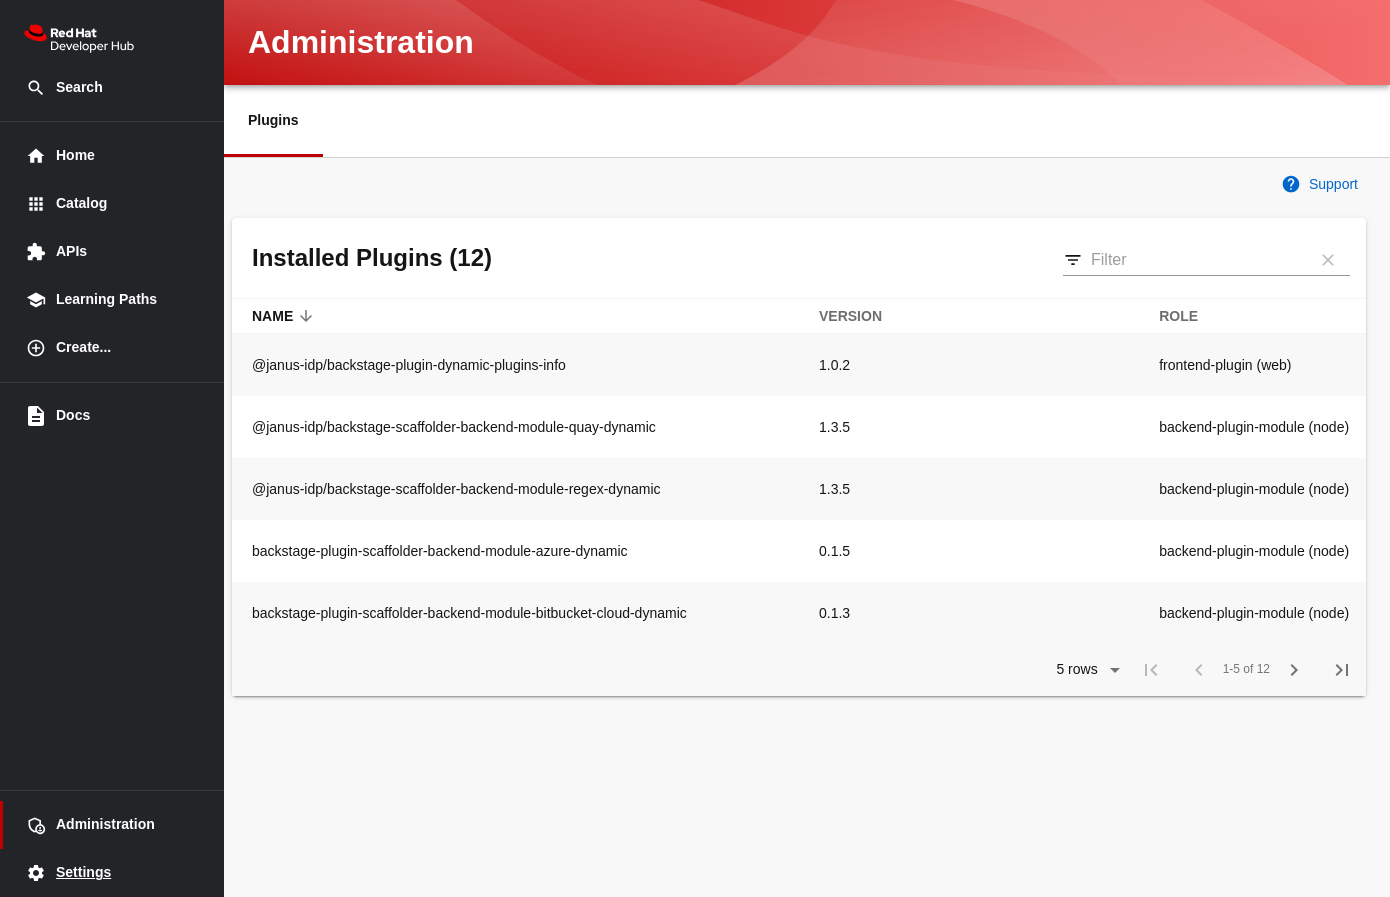 Red Hat
Developer Hub
Search
Home
Catalog
APIs
Learning Paths
Create...
Docs
Administration
Settings
Administration
Plugins
Support
Installed Plugins (12)
Filter
NAME VERSION ROLE
@janus-idp/backstage-plugin-dynamic-plugins-info 1.0.2 frontend-plugin (web)
@janus-idp/backstage-scaffolder-backend-module-quay-dynamic 1.3.5 backend-plugin-module (node)
@janus-idp/backstage-scaffolder-backend-module-regex-dynamic 1.3.5 backend-plugin-module (node)
backstage-plugin-scaffolder-backend-module-azure-dynamic 0.1.5 backend-plugin-module (node)
backstage-plugin-scaffolder-backend-module-bitbucket-cloud-dynamic 0.1.3 backend-plugin-module (node)
5 rows 1-5 of 12